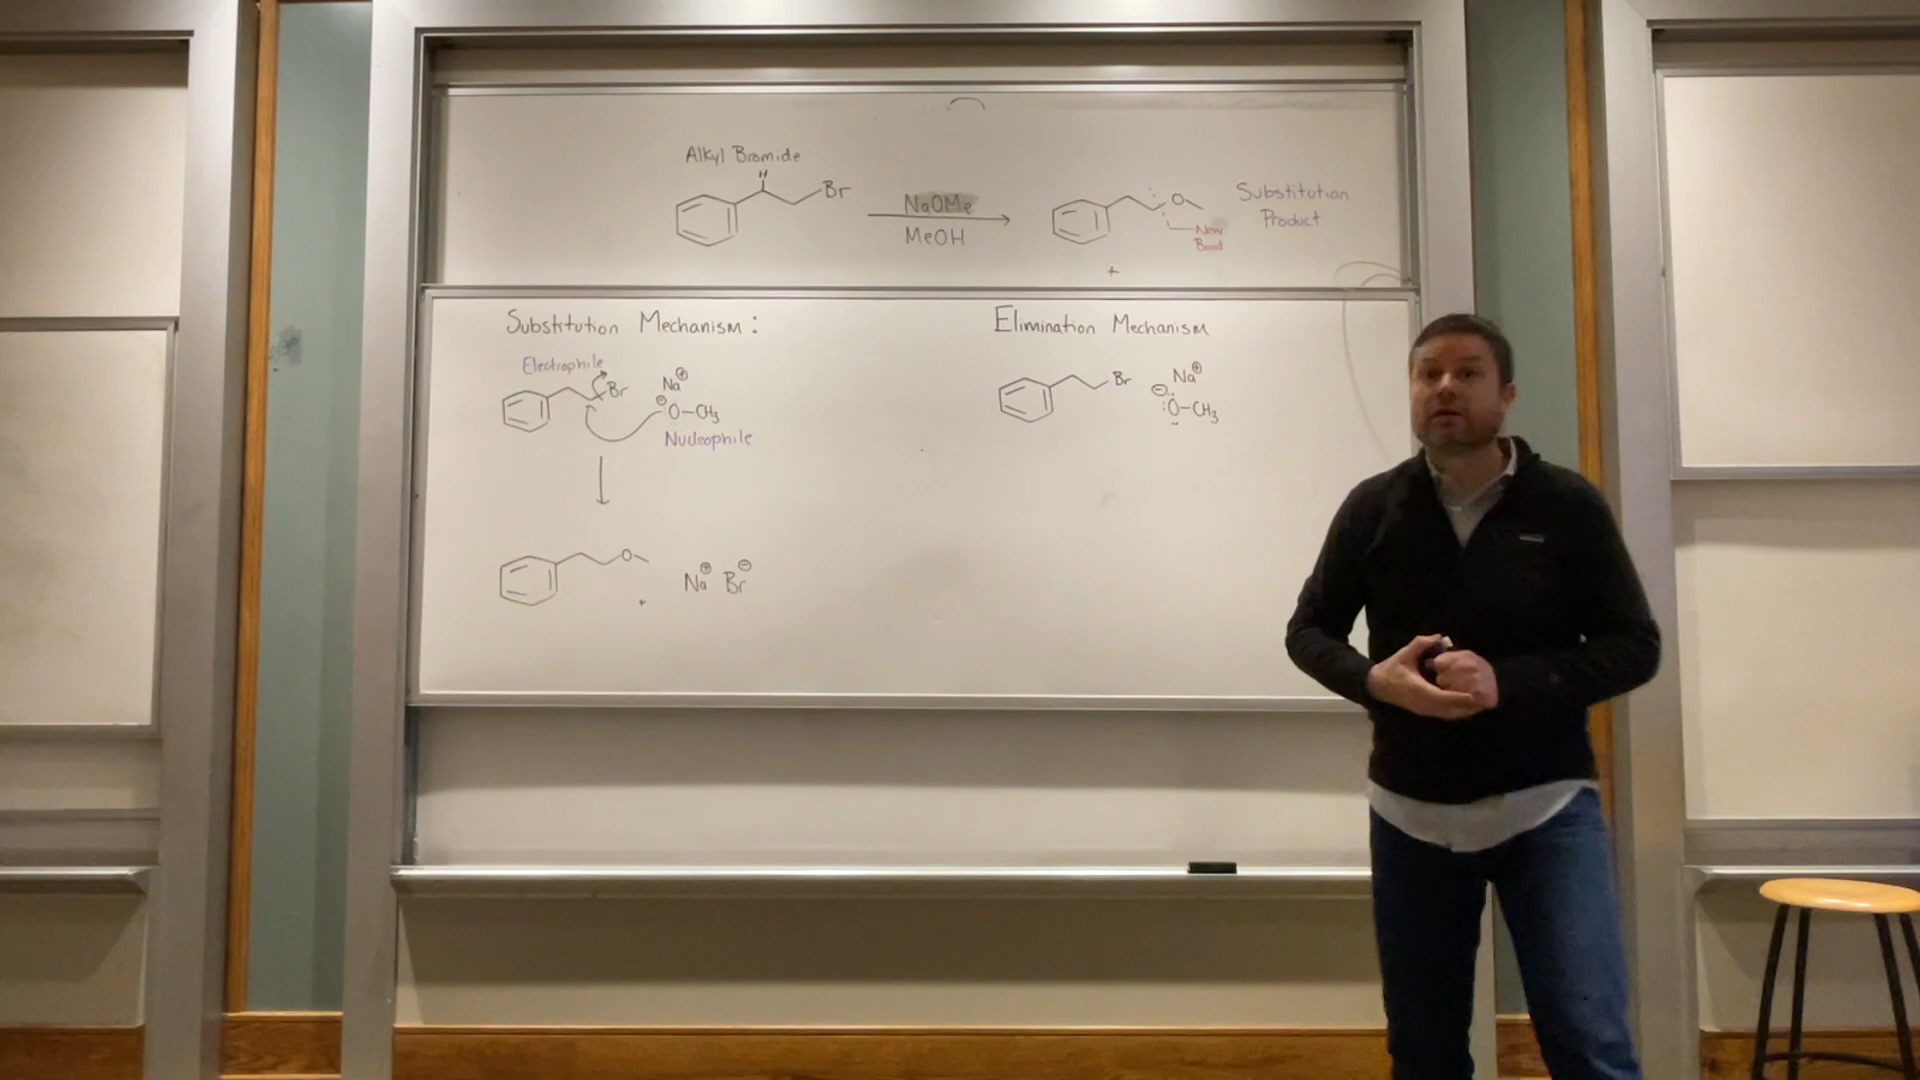 Alkyl Bromide
H
Br
NaOMe
MeOH
O
New
Bond
Substitution
Product
+
Substitution Mechanism:
Electrophile
Br
Na⊕
⊖
O-CH3
Nucleophile
O
+
Na⊕ Br⊖
Elimination Mechanism
Br
Na⊕
⊖
:O-CH3